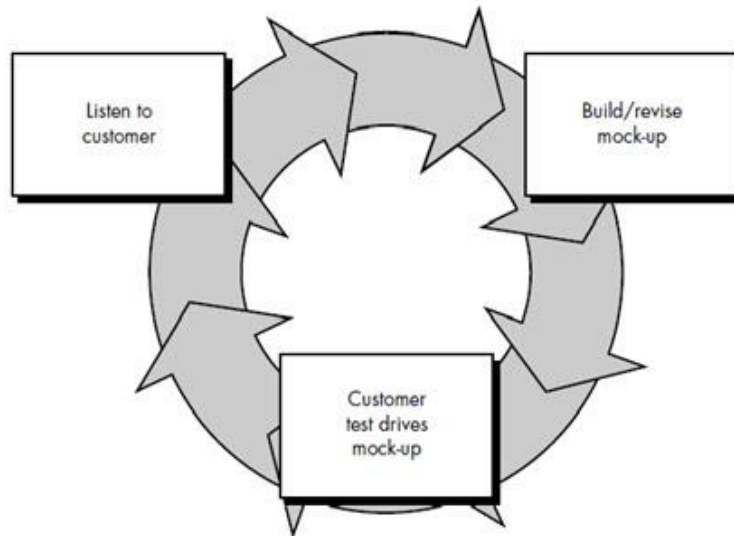 Listen to
customer
Build/revise
mock-up
Customer
test drives
mock-up